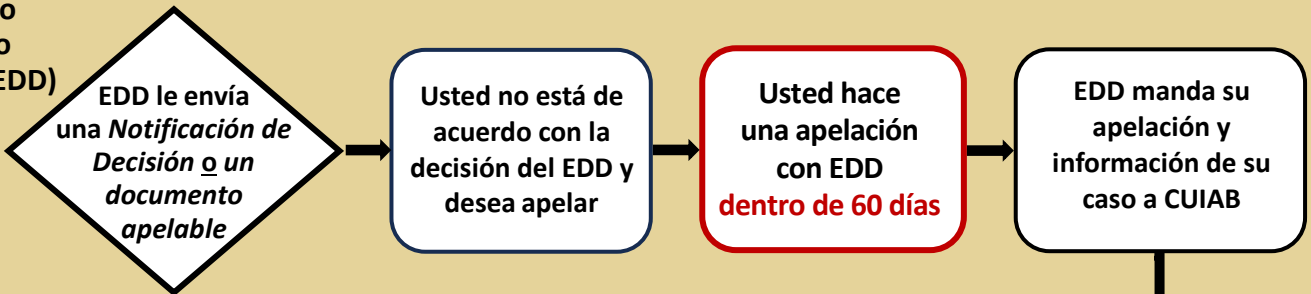 o
o
EDD)
EDD le envía
una Notificación de
Decisión o un
documento
apelable
Usted no está de
acuerdo con la
decisión del EDD y
desea apelar
Usted hace
una apelación
con EDD
dentro de 60 días
EDD manda su
apelación y
información de su
caso a CUIAB